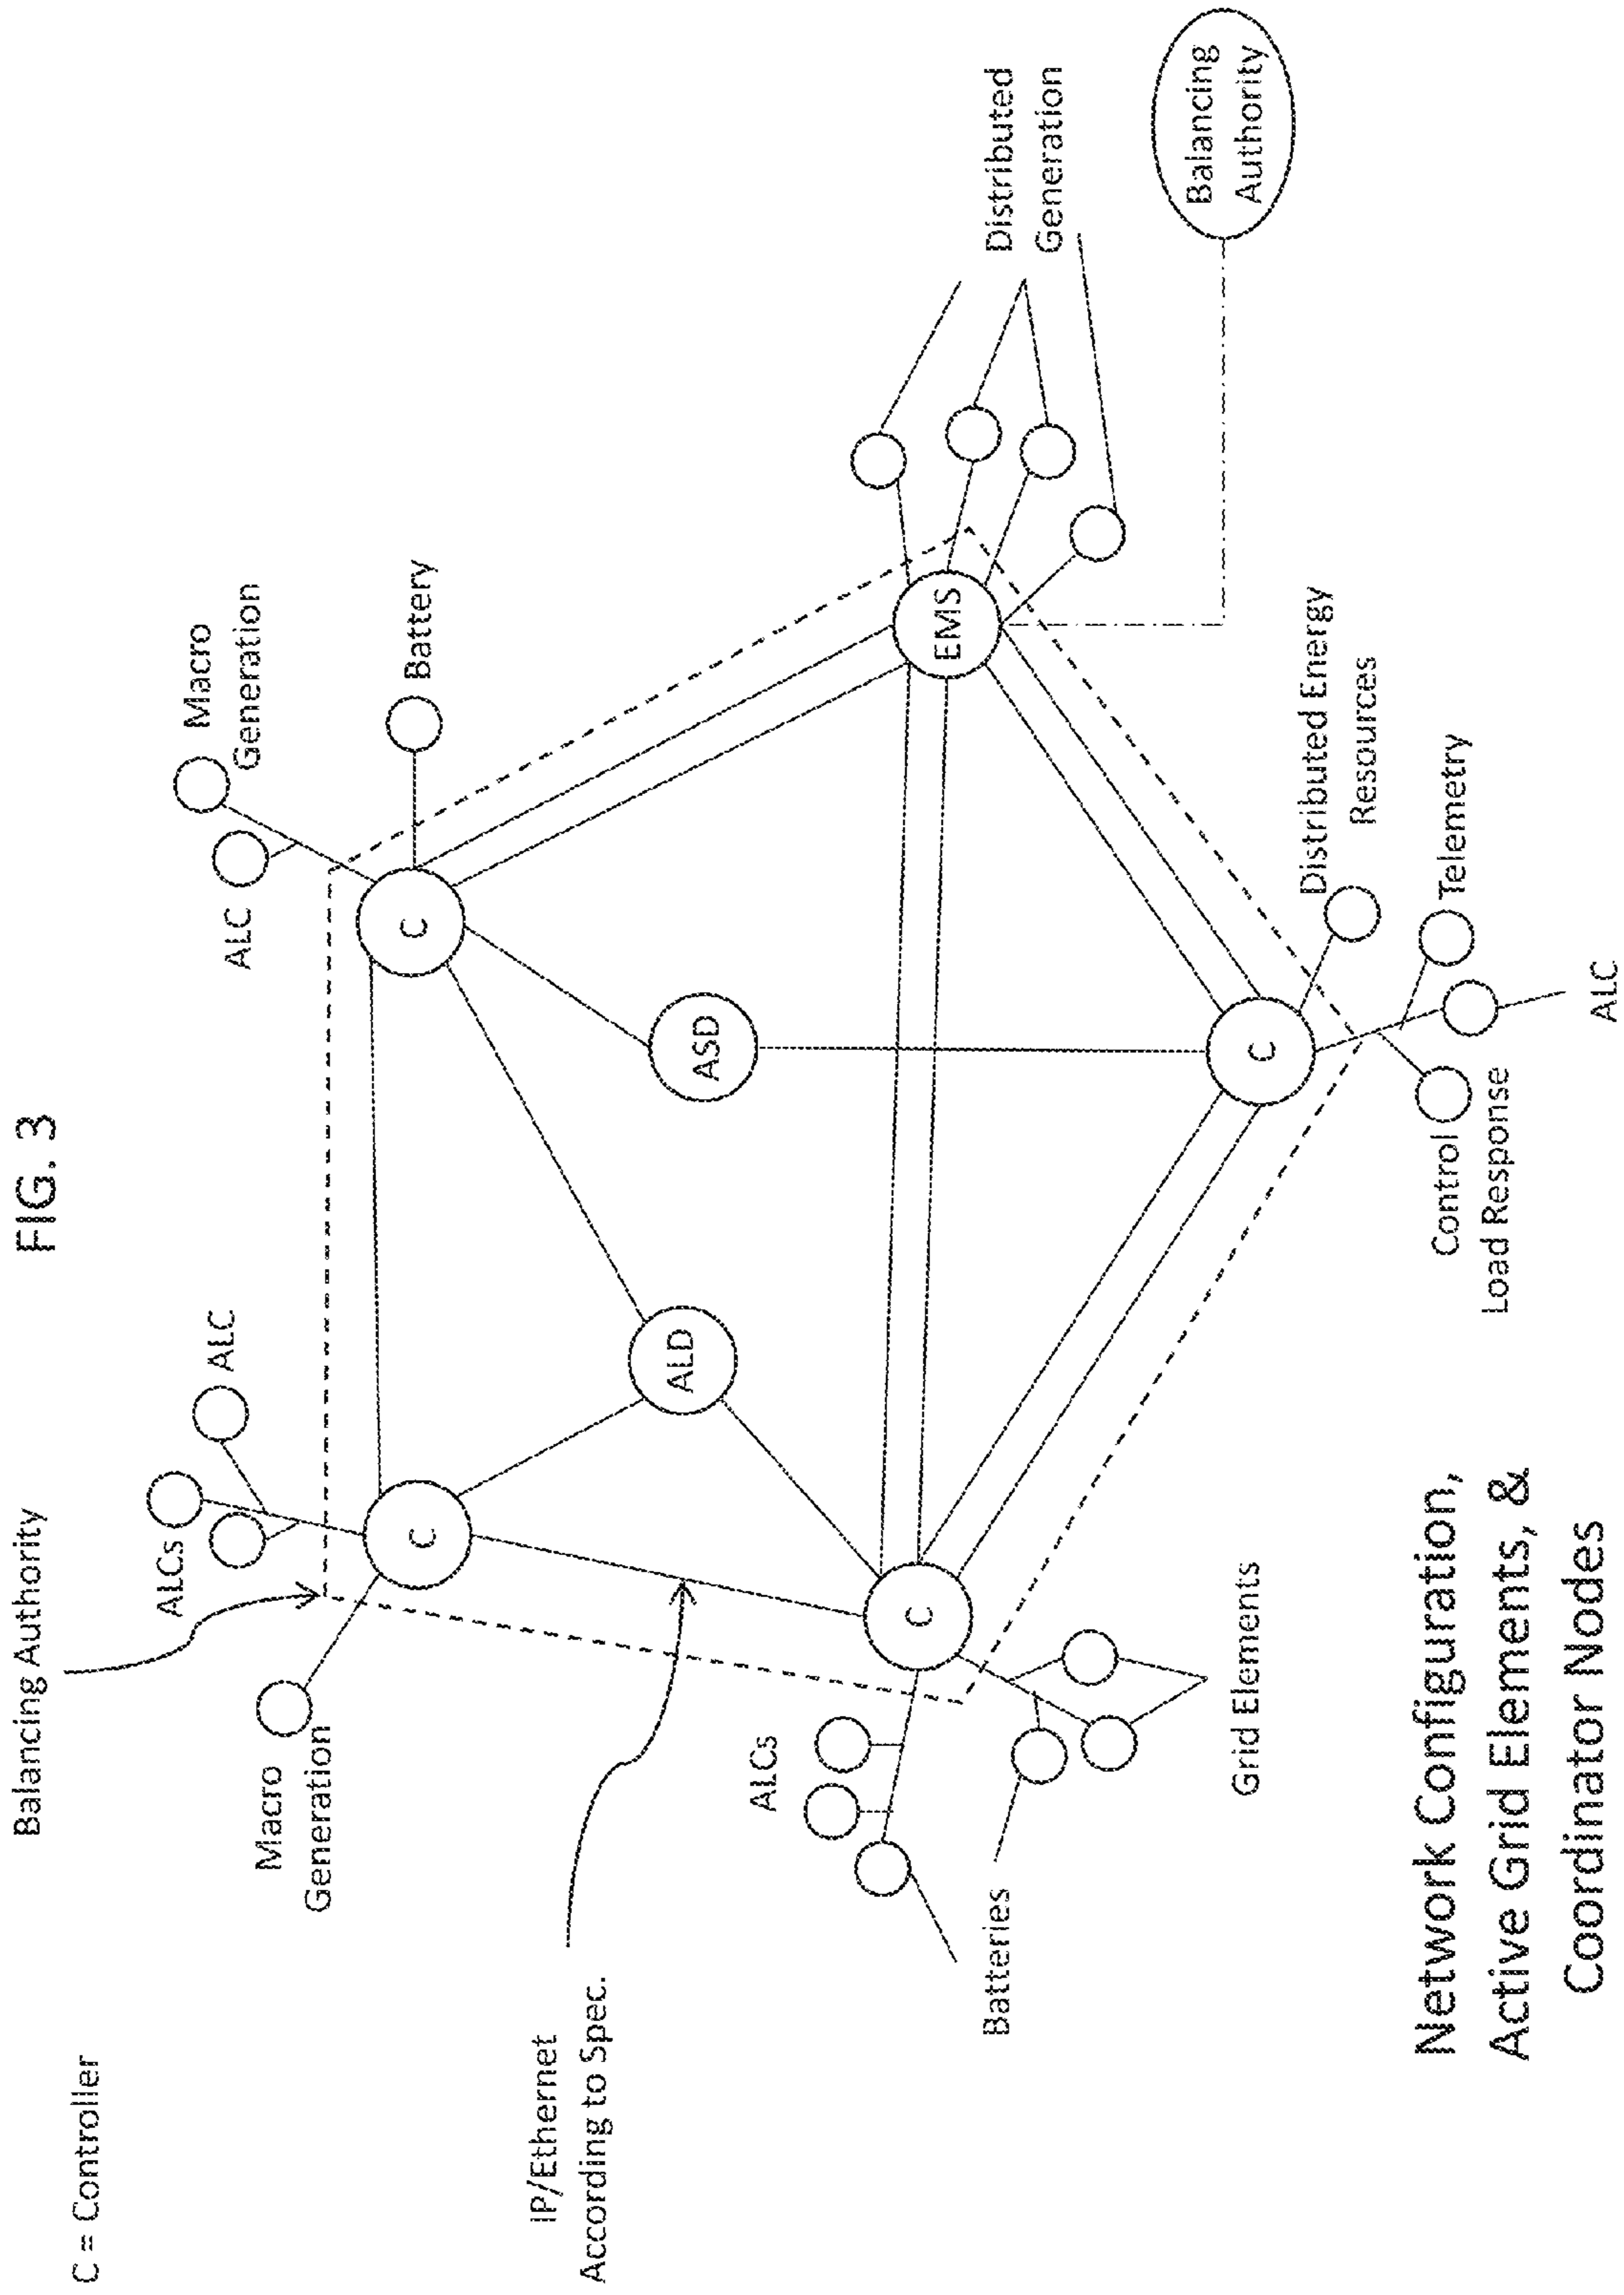 FIG. 3
C = Controller
Balancing Authority
ALCs
ALC
ALC
Macro
Generation
Macro
Generation
Battery
C
C
IP/Ethernet
According to Spec.
ALD
ASD
ALCs
Batteries
C
EMS
Distributed
Generation
Grid Elements
C
Distributed Energy
Resources
Balancing
Authority
Control
Load Response
Telemetry
ALC
Network Configuration,
Active Grid Elements, &
Coordinator Nodes